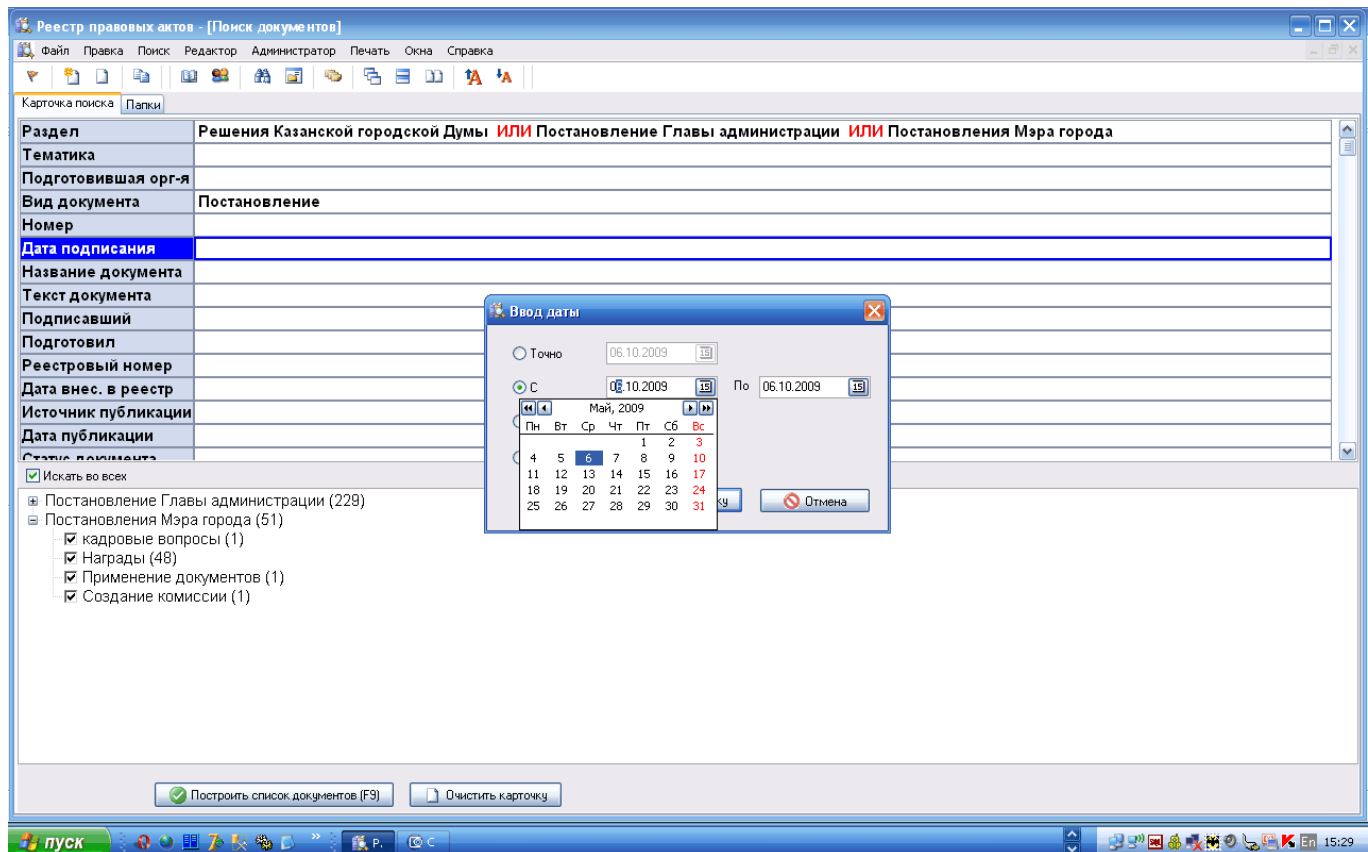 Реестр правовых актов - [Поиск документов]
Файл Правка Поиск Редактор Администратор Печать Окна Справка
Карточка поиска Папки
Раздел Решения Казанской городской Думы ИЛИ Постановление Главы администрации ИЛИ Постановления Мэра города
Тематика
Подготовившая орг-я
Вид документа Постановление
Номер
Дата подписания
Название документа
Текст документа
Подписавший
Подготовил
Реестровый номер
Дата внес. в реестр
Источник публикации
Дата публикации
Статус документа
Ввод даты
Точно 06.10.2009 15
С 06.10.2009 15 По 06.10.2009 15
Май, 2009
Пн Вт Ср Чт Пт Сб Вс
1 2 3
4 5 6 7 8 9 10
11 12 13 14 15 16 17
18 19 20 21 22 23 24
25 26 27 28 29 30 31
ку Отмена
Искать во всех
Постановление Главы администрации (229)
Постановления Мэра города (51)
кадровые вопросы (1)
Награды (48)
Применение документов (1)
Создание комиссии (1)
Построить список документов (F9) Очистить карточку
пуск Р. С En 15:29